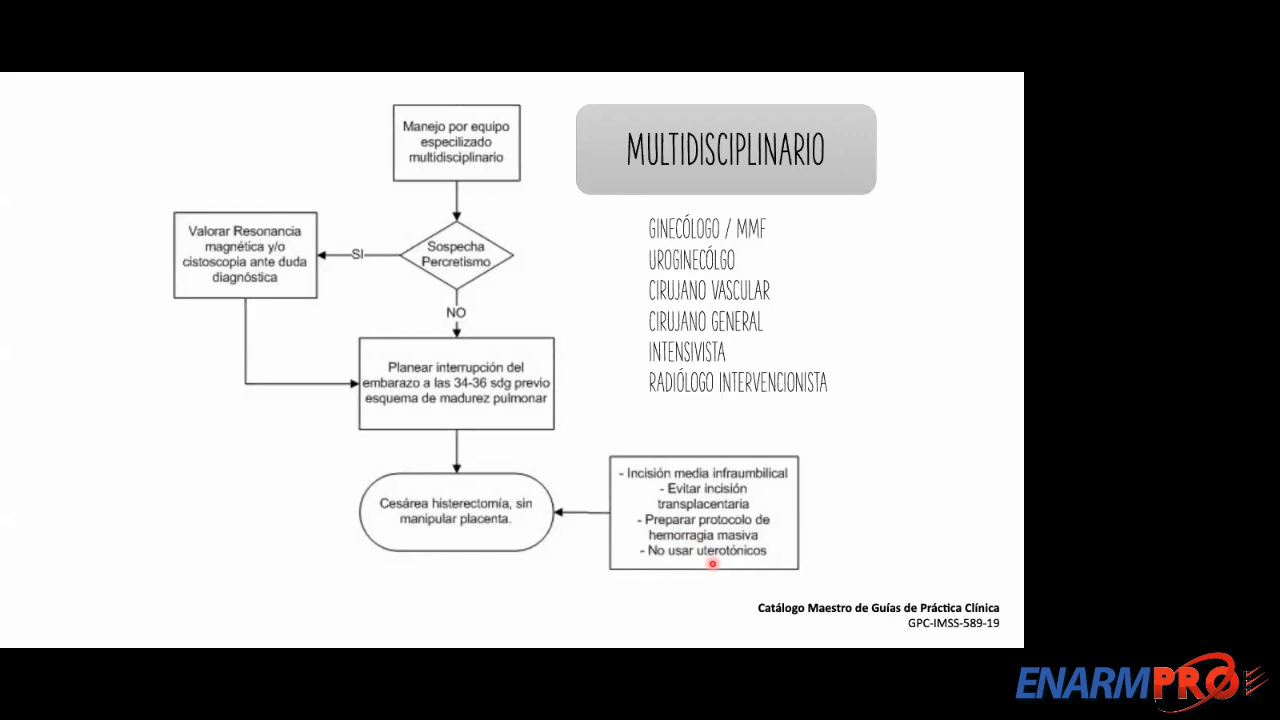 Manejo por equipo
especilizado
multidisciplinario
MULTIDISCIPLINARIO
GINECÓLOGO / MMF
UROGINECÓLGO
CIRUJANO VASCULAR
CIRUJANO GENERAL
INTENSIVISTA
RADIÓLOGO INTERVENCIONISTA
Valorar Resonancia
magnética y/o
cistoscopia ante duda
diagnóstica
SI
Sospecha
Percretismo
NO
Planear interrupción del
embarazo a las 34-36 sdg previo
esquema de madurez pulmonar
Cesárea histerectomía, sin
manipular placenta.
- Incisión media infraumbilical
- Evitar incisión
transplacentaria
- Preparar protocolo de
hemorragia masiva
- No usar uterotónicos
Catálogo Maestro de Guías de Práctica Clínica
GPC-IMSS-589-19
ENARMPRO